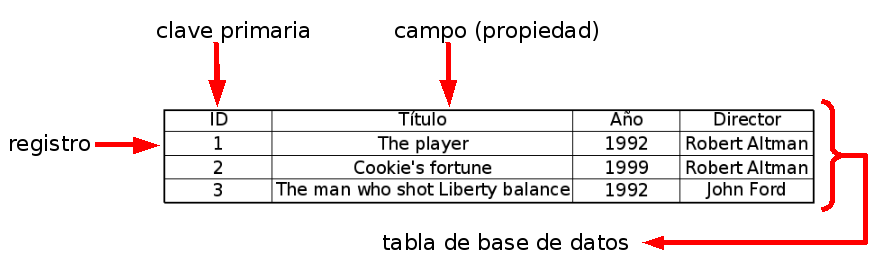 clave primaria campo (propiedad)
ID Título Año Director
registro 1 The player 1992 Robert Altman
2 Cookie's fortune 1999 Robert Altman
3 The man who shot Liberty balance 1992 John Ford
tabla de base de datos